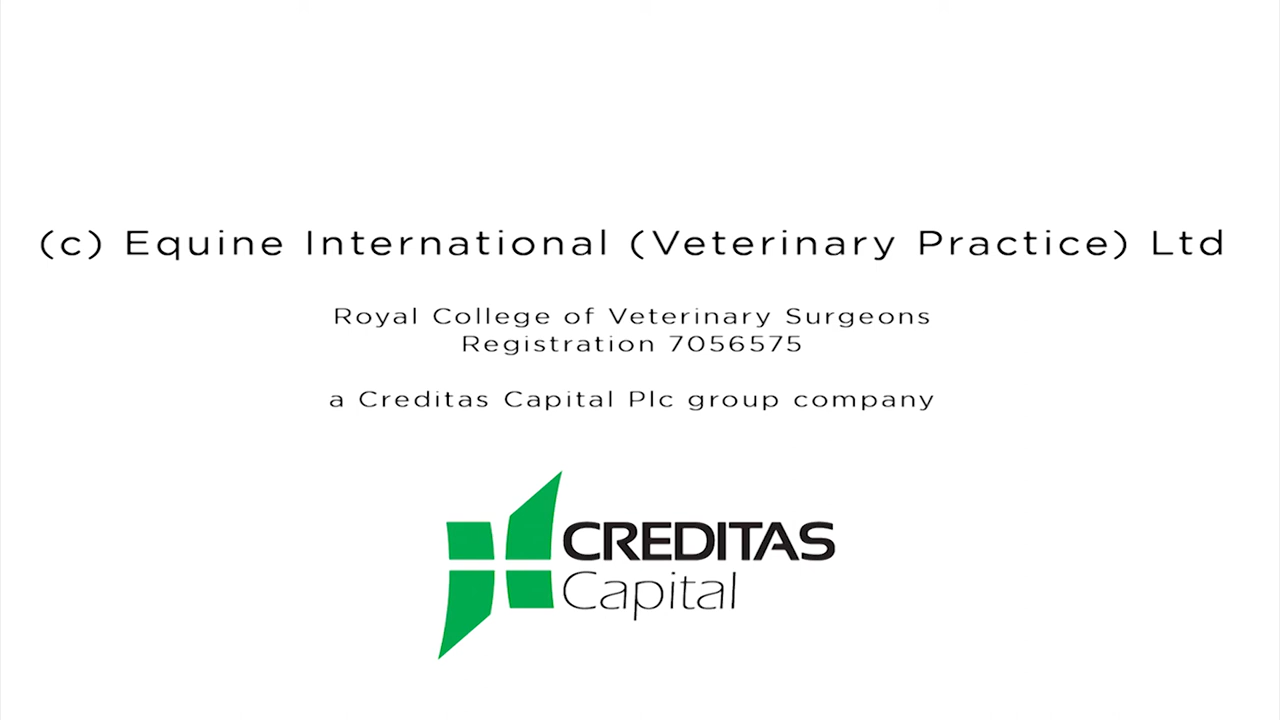 (c) Equine International (Veterinary Practice) Ltd
Royal College of Veterinary Surgeons
Registration 7056575
a Creditas Capital Plc group company
CREDITAS
Capital